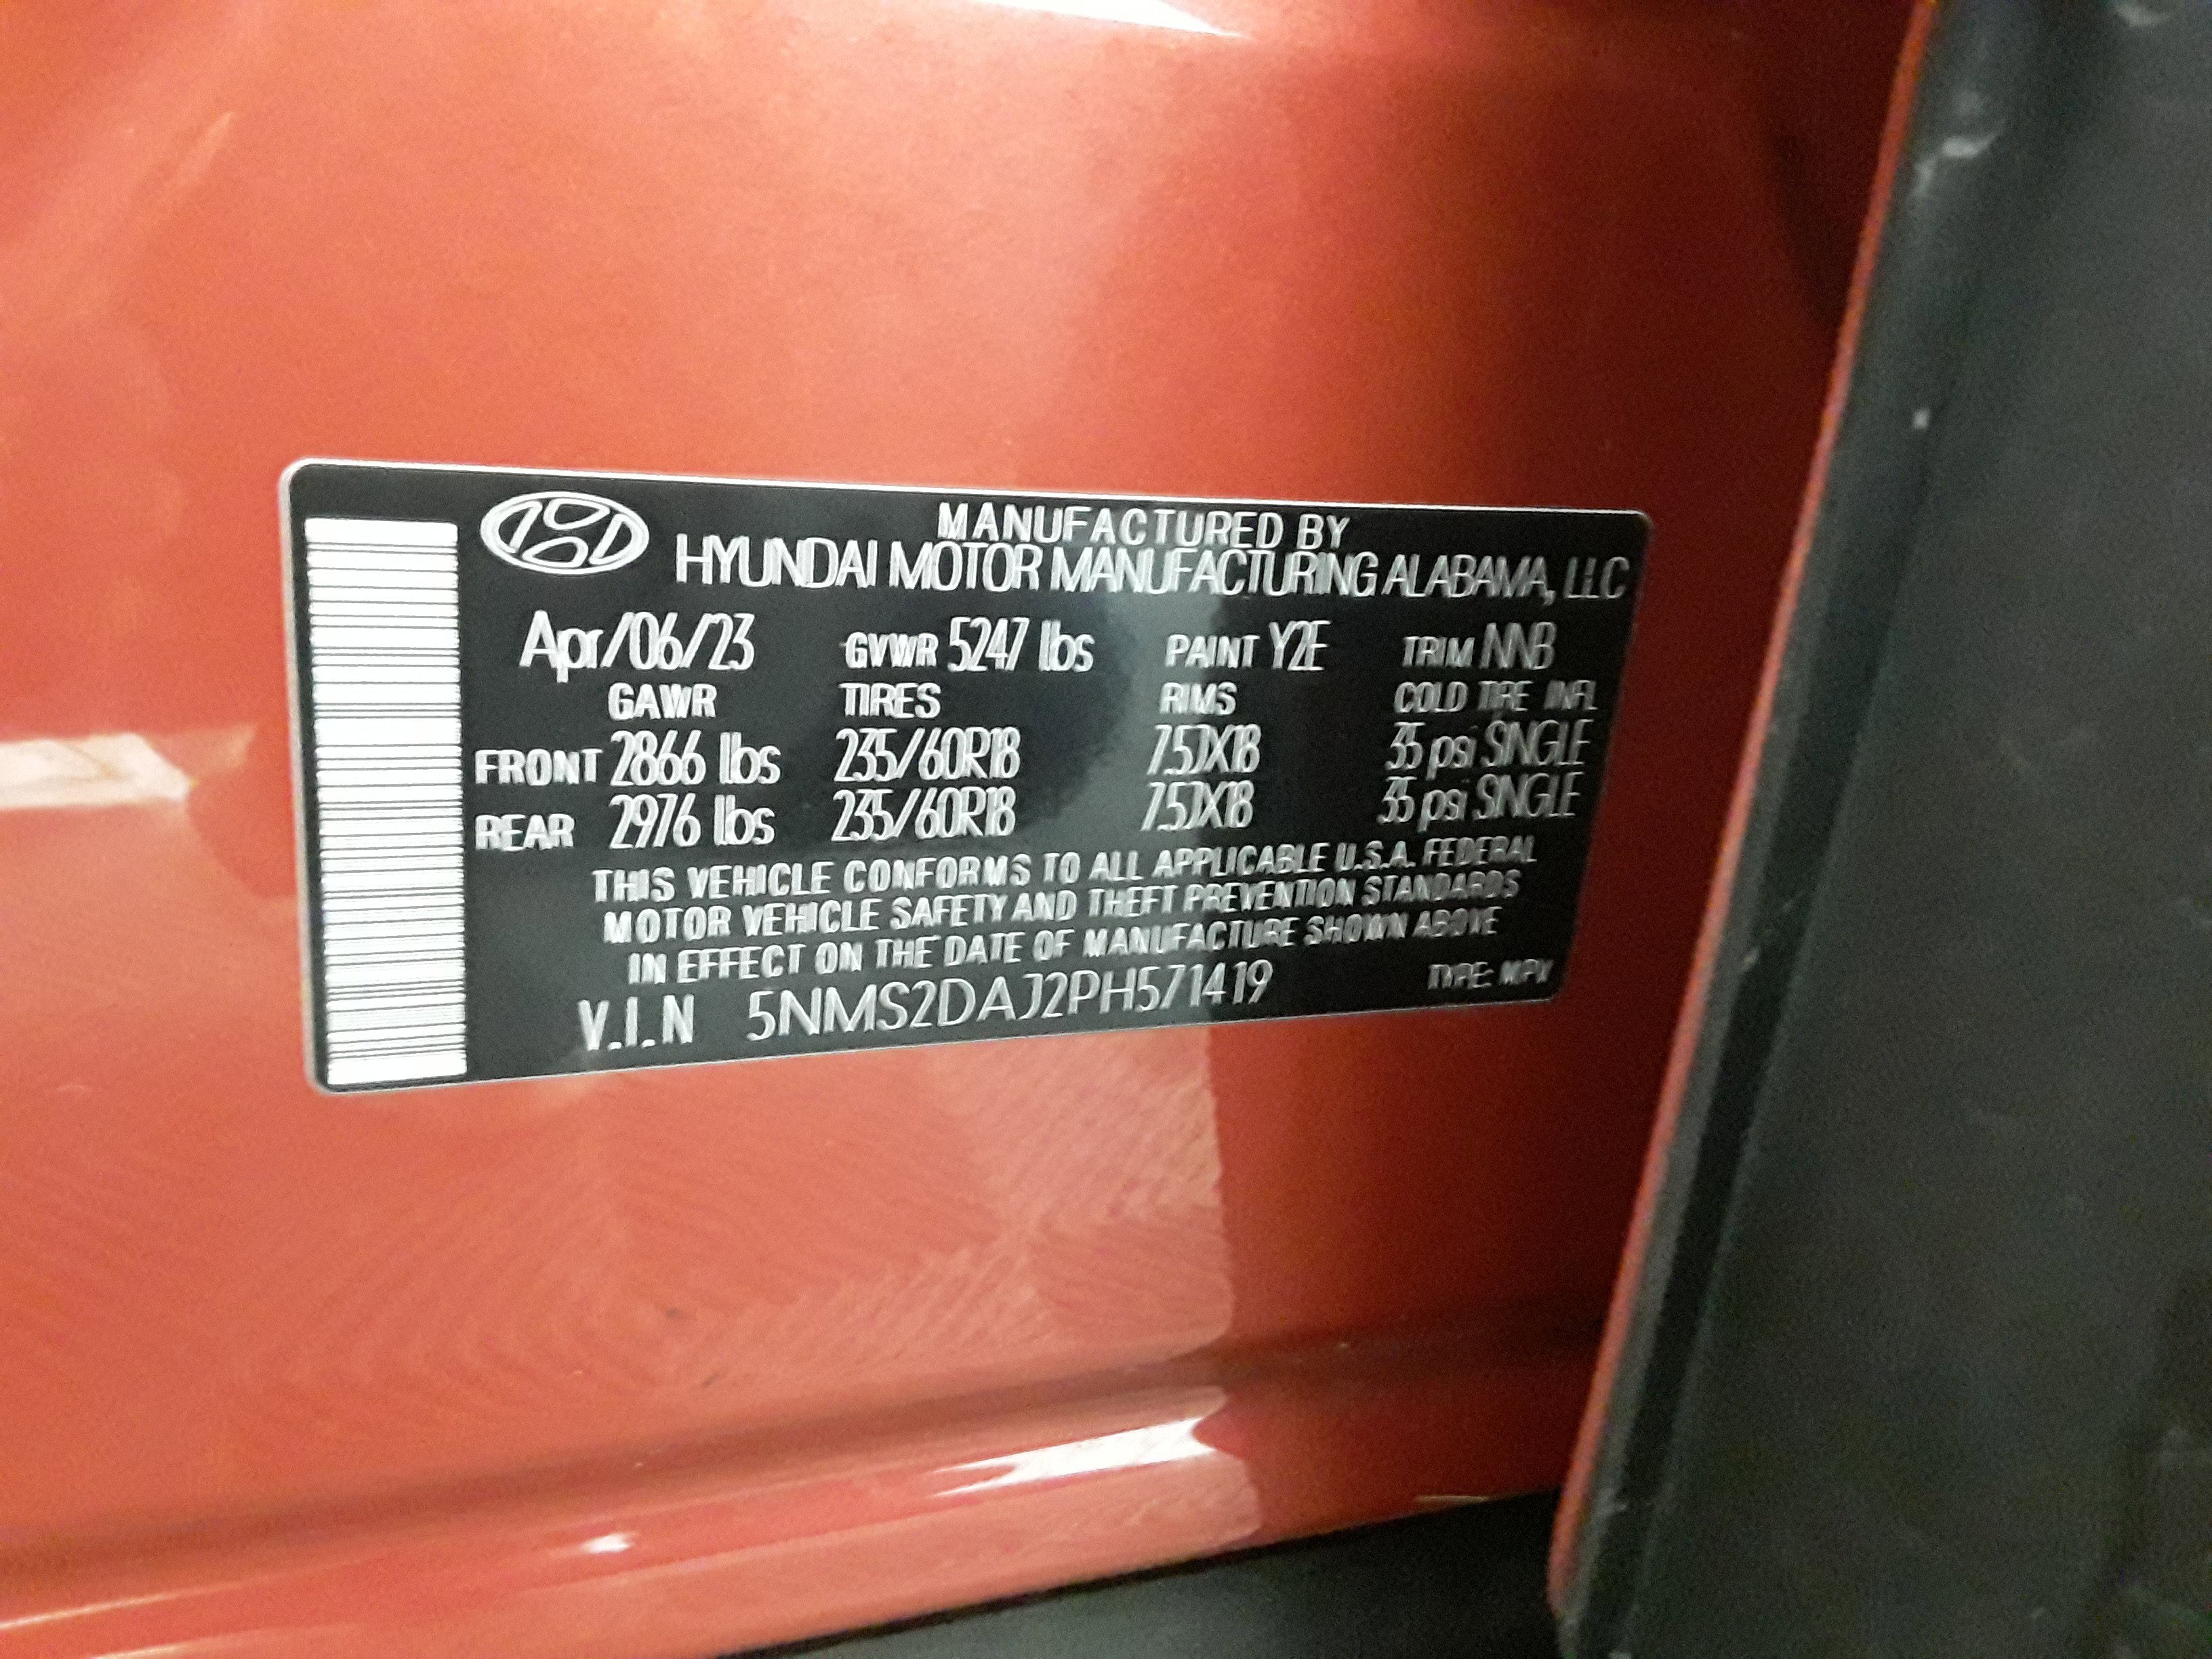 MANUFACTURED BY
HYUNDAI MOTOR MANUFACTURING ALABAMA, LLC
Apr/06/23 GVWR 5247 lbs PAINT Y2E TRIM NNB
GAWR TIRES RIMS COLD TIRE INFL
FRONT 2866 lbs 235/60R18 7.5JX18 35 psi SINGLE
REAR 2976 lbs 235/60R18 7.5JX18 35 psi SINGLE
THIS VEHICLE CONFORMS TO ALL APPLICABLE U.S.A. FEDERAL
MOTOR VEHICLE SAFETY AND THEFT PREVENTION STANDARDS
IN EFFECT ON THE DATE OF MANUFACTURE SHOWN ABOVE
V.I.N 5NMS2DAJ2PH571419 TYPE: MPV